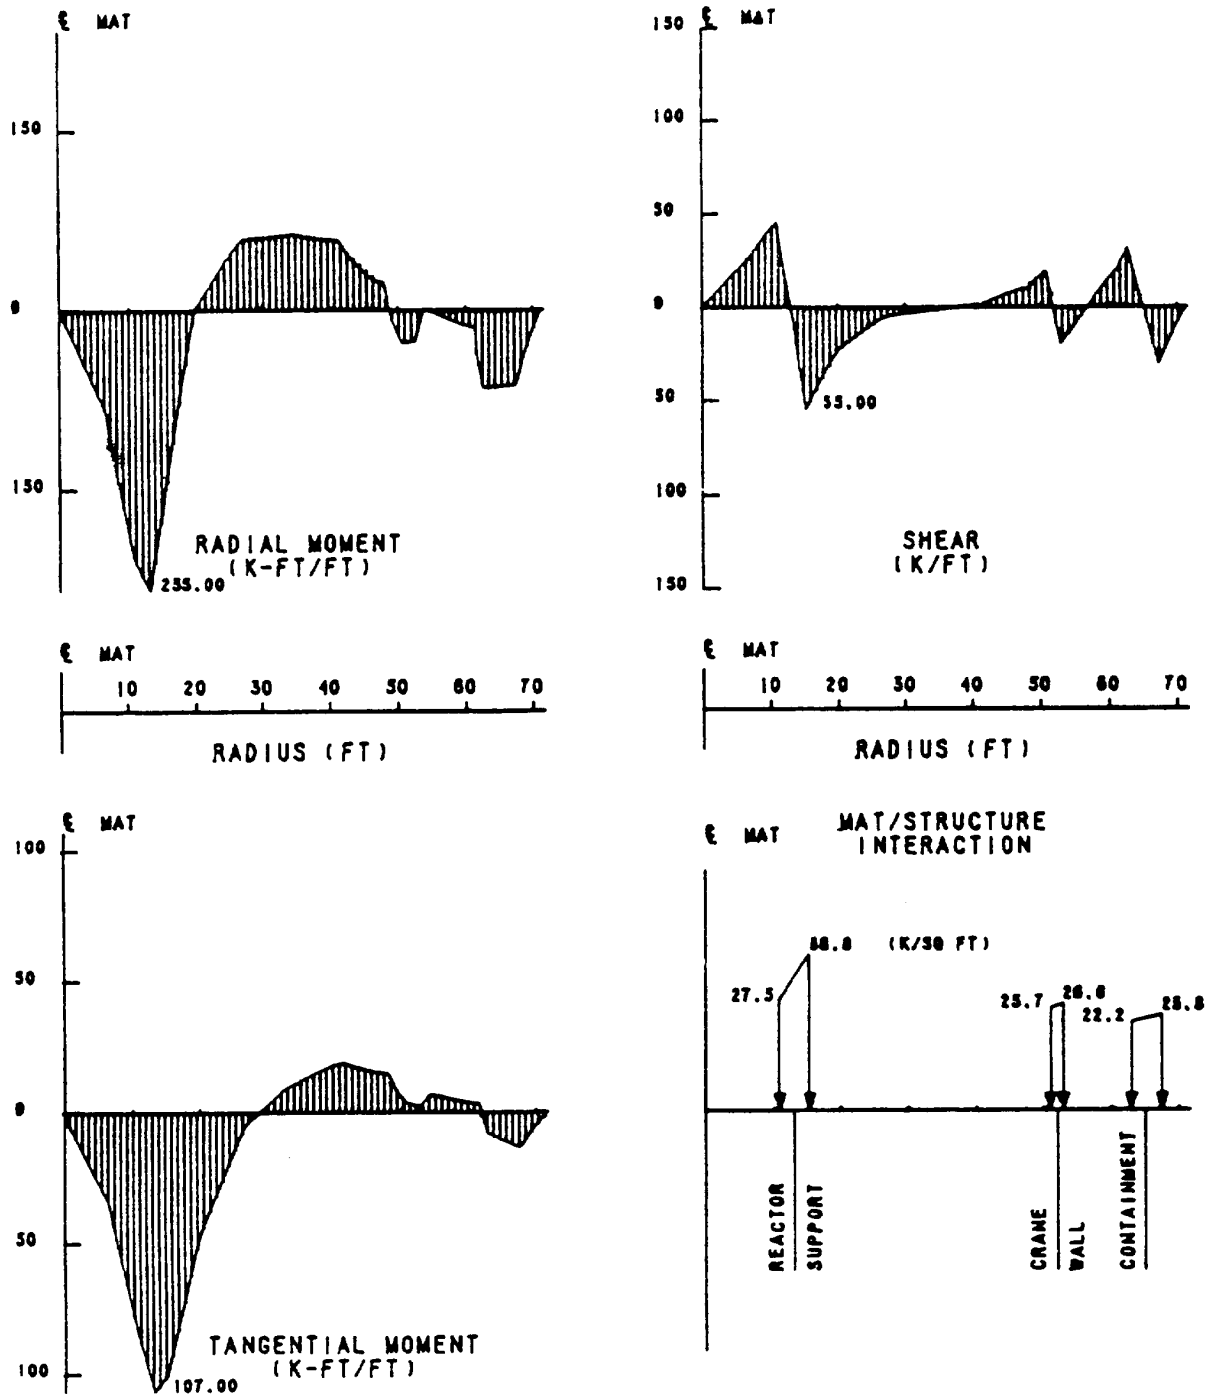 ℄ MAT
150
0
150
RADIAL MOMENT
(K-FT/FT)
235.00
℄ MAT
150
100
50
0
50
55.00
100
150
SHEAR
(K/FT)
℄ MAT
10 20 30 40 50 60 70
RADIUS (FT)
℄ MAT
10 20 30 40 50 60 70
RADIUS (FT)
℄ MAT
100
50
0
50
100
107.00
TANGENTIAL MOMENT
(K-FT/FT)
℄ MAT
MAT/STRUCTURE
INTERACTION
(K/SQ FT)
27.5
25.7
26.6
22.2
REACTOR
SUPPORT
CRANE
WALL
CONTAINMENT